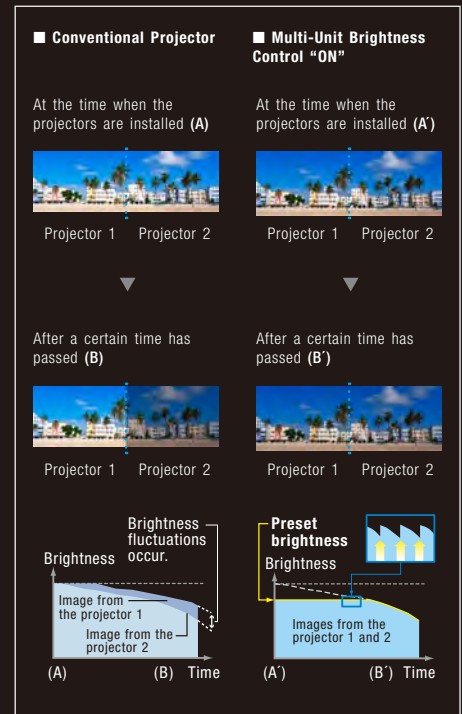 ■ Conventional Projector
At the time when the
projectors are installed (A)
Projector 1 Projector 2
After a certain time has
passed (B)
Projector 1 Projector 2
Brightness
fluctuations
occur.
Brightness
Image from
the projector 1
Image from the
projector 2
(A) (B) Time
■ Multi-Unit Brightness
Control “ON”
At the time when the
projectors are installed (A´)
Projector 1 Projector 2
After a certain time has
passed (B´)
Projector 1 Projector 2
Preset
brightness
Brightness
Images from the
projector 1 and 2
(A´) (B´) Time